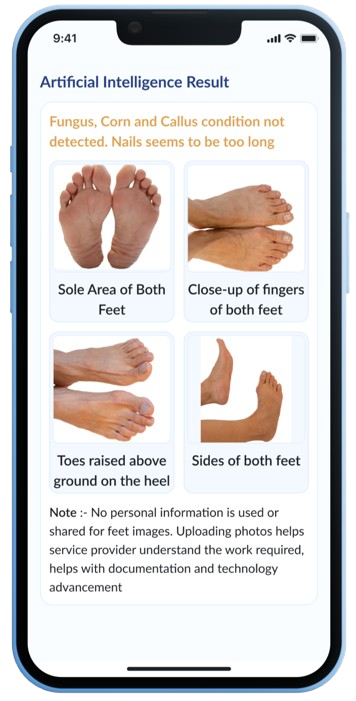 9:41
Artificial Intelligence Result
Fungus, Corn and Callus condition not
detected. Nails seems to be too long
Sole Area of Both
Feet
Close-up of fingers
of both feet
Toes raised above
ground on the heel
Sides of both feet
Note :- No personal information is used or
shared for feet images. Uploading photos helps
service provider understand the work required,
helps with documentation and technology
advancement